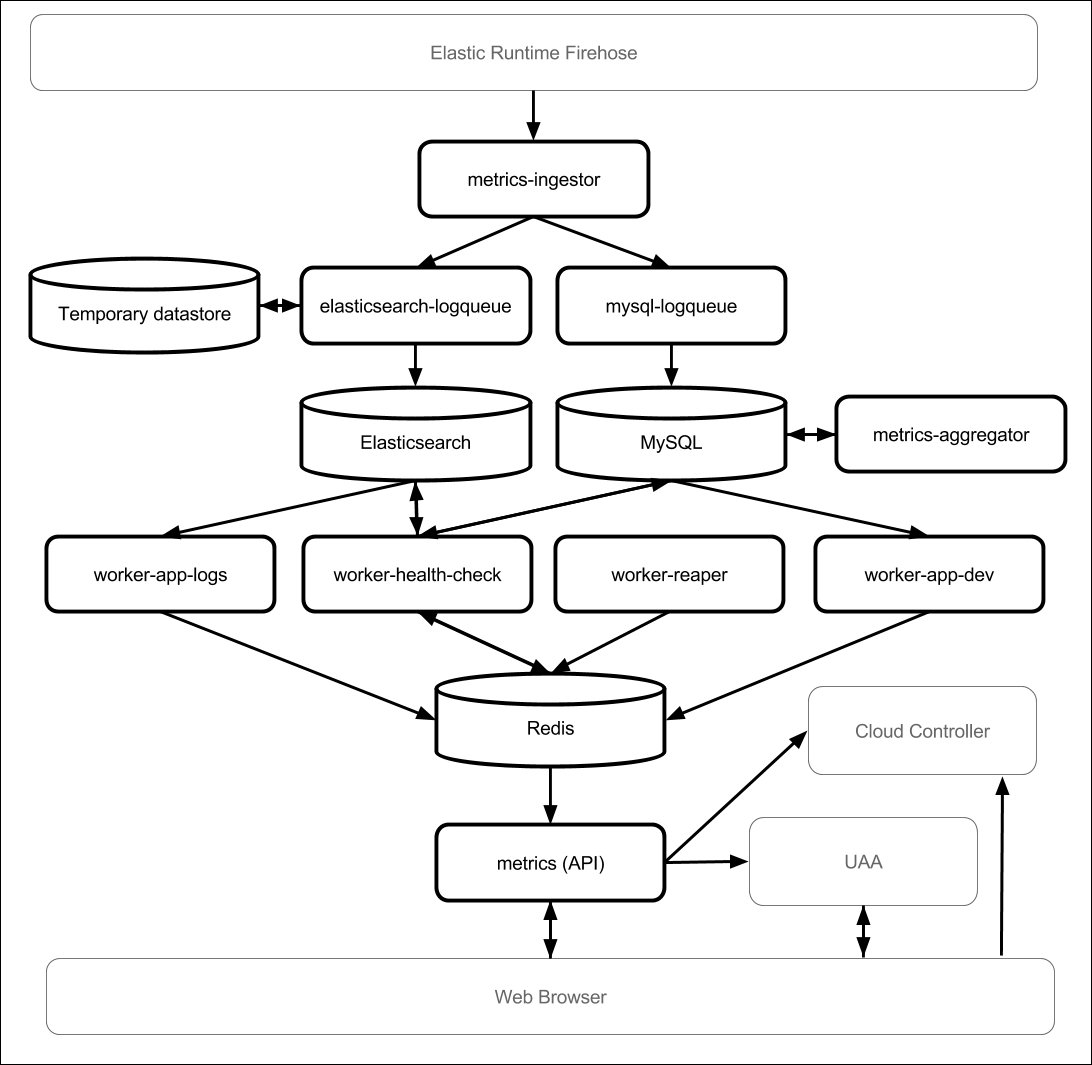 Elastic Runtime Firehose
metrics-ingestor
elasticsearch-logqueue
mysql-logqueue
Temporary datastore
Elasticsearch
MySQL
metrics-aggregator
worker-app-logs
worker-health-check
worker-reaper
worker-app-dev
Redis
Cloud Controller
metrics (API)
UAA
Web Browser